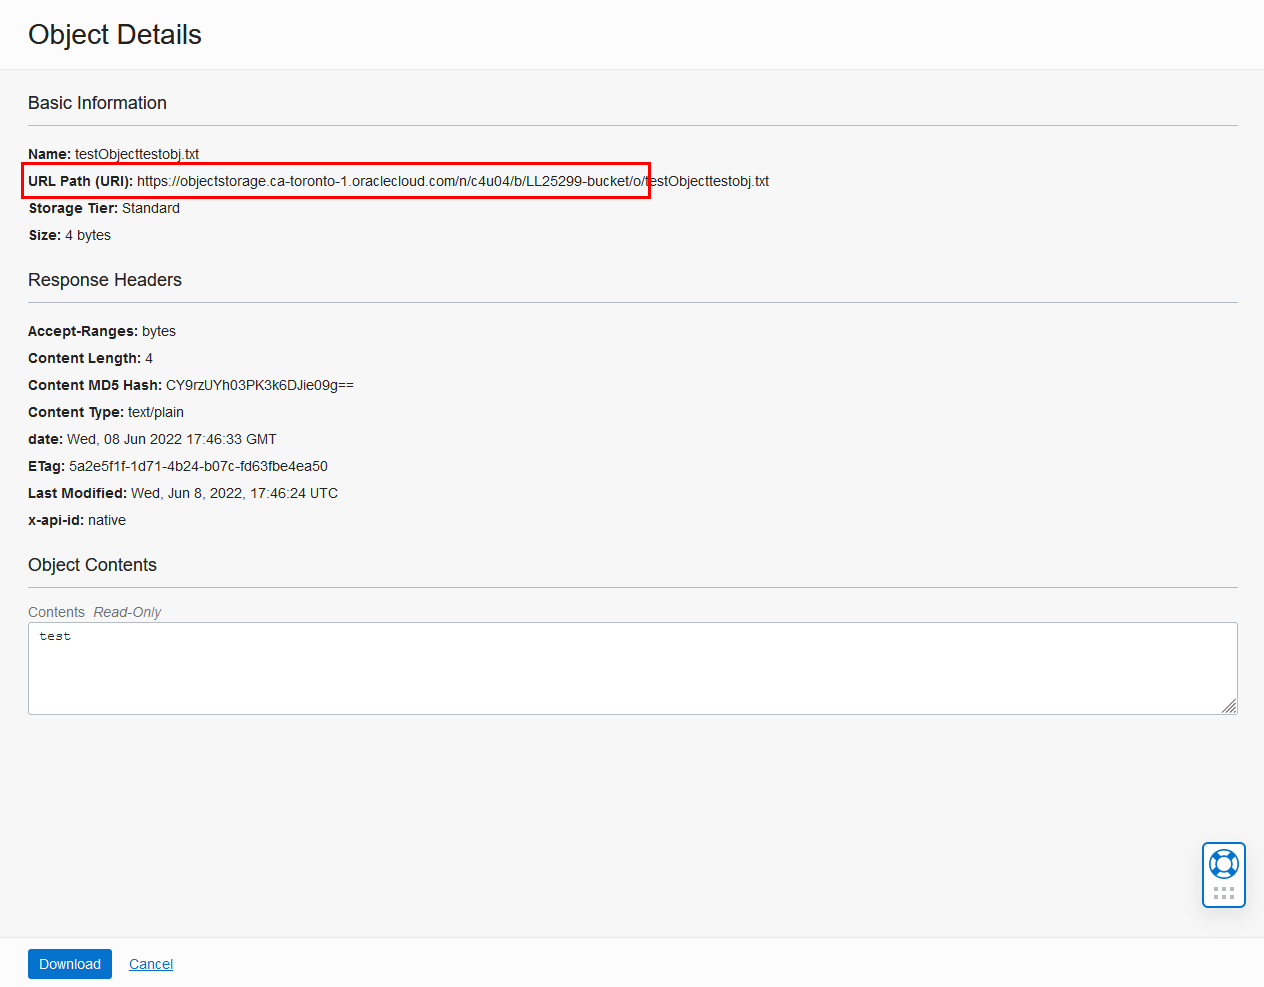 Object Details
Basic Information
Name: testObjecttestobj.txt
URL Path (URI): https://objectstorage.ca-toronto-1.oraclecloud.com/n/c4u04/b/LL25299-bucket/o/testObjecttestobj.txt
Storage Tier: Standard
Size: 4 bytes
Response Headers
Accept-Ranges: bytes
Content Length: 4
Content MD5 Hash: CY9rzUYh03PK3k6DJie09g==
Content Type: text/plain
date: Wed, 08 Jun 2022 17:46:33 GMT
ETag: 5a2e5f1f-1d71-4b24-b07c-fd63fbe4ea50
Last Modified: Wed, Jun 8, 2022, 17:46:24 UTC
x-api-id: native
Object Contents
Contents Read-Only
test
Download Cancel